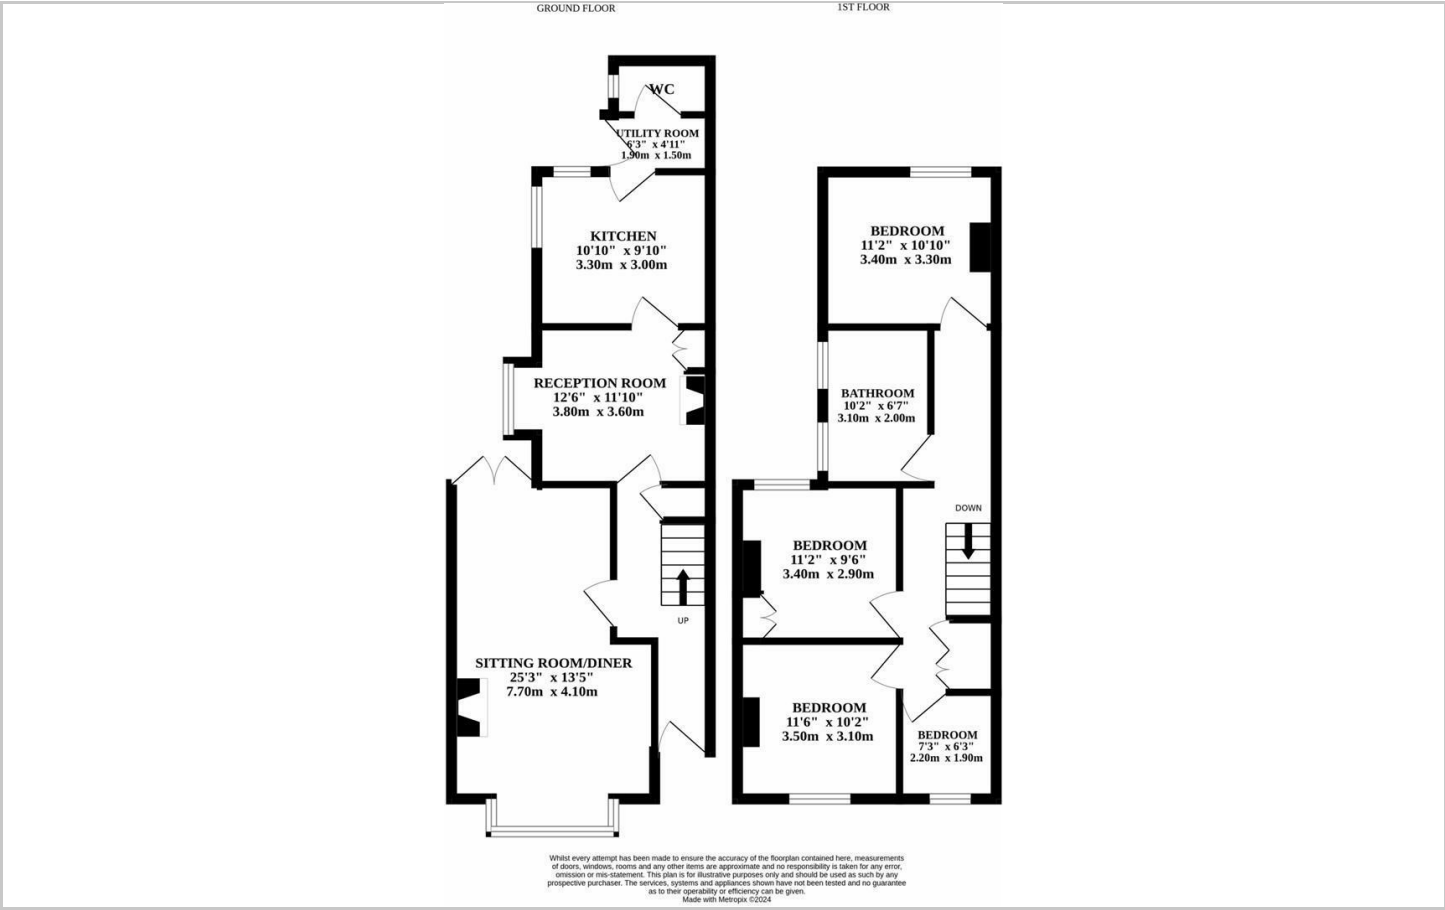 GROUND FLOOR
1ST FLOOR
WC
UTILITY ROOM
6'3" x 4'11"
1.90m x 1.50m
KITCHEN
10'10" x 9'10"
3.30m x 3.00m
RECEPTION ROOM
12'6" x 11'10"
3.80m x 3.60m
UP
SITTING ROOM/DINER
25'3" x 13'5"
7.70m x 4.10m
BEDROOM
11'2" x 10'10"
3.40m x 3.30m
BATHROOM
10'2" x 6'7"
3.10m x 2.00m
DOWN
BEDROOM
11'2" x 9'6"
3.40m x 2.90m
BEDROOM
11'6" x 10'2"
3.50m x 3.10m
BEDROOM
7'3" x 6'3"
2.20m x 1.90m
Whilst every attempt has been made to ensure the accuracy of the floorplan contained here, measurements
of doors, windows, rooms and any other items are approximate and no responsibility is taken for any error,
omission or mis-statement. This plan is for illustrative purposes only and should be used as such by any
prospective purchaser. The services, systems and appliances shown have not been tested and no guarantee
as to their operability or efficiency can be given.
Made with Metropix ©2024